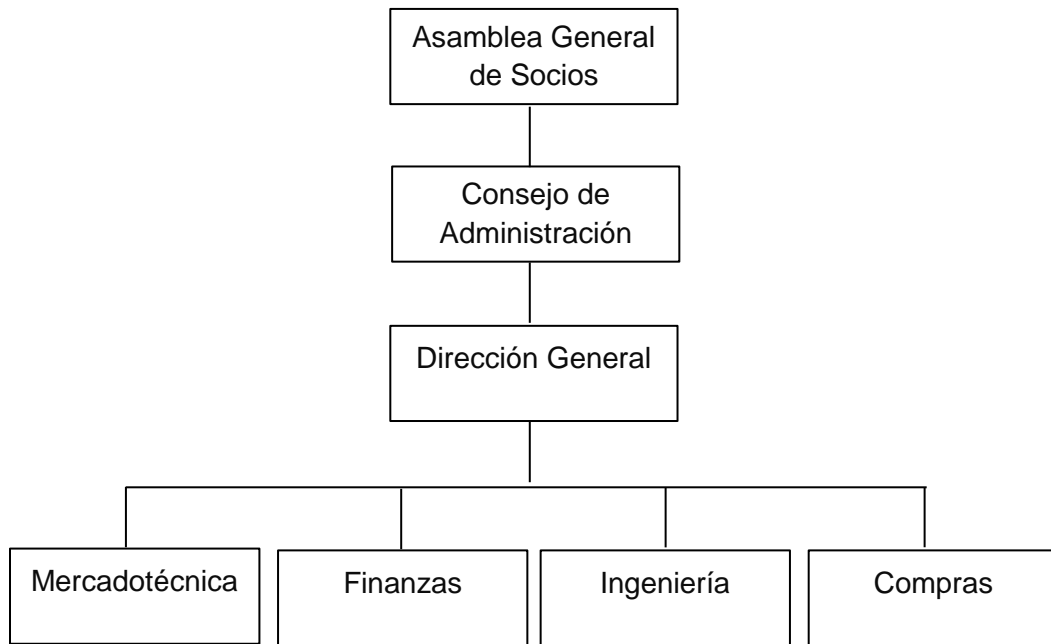 Asamblea General
de Socios
Consejo de
Administración
Dirección General
Mercadotécnica
Finanzas
Ingeniería
Compras